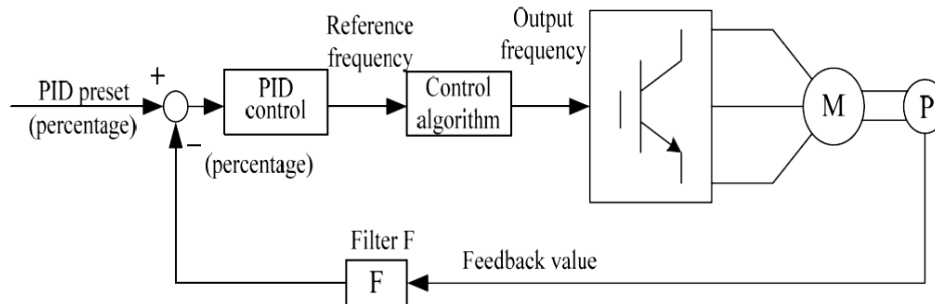 Reference
frequency
Output
frequency
+
PID preset
(percentage)
PID
control
Control
algorithm
M
P
−
(percentage)
Filter F
F
Feedback value